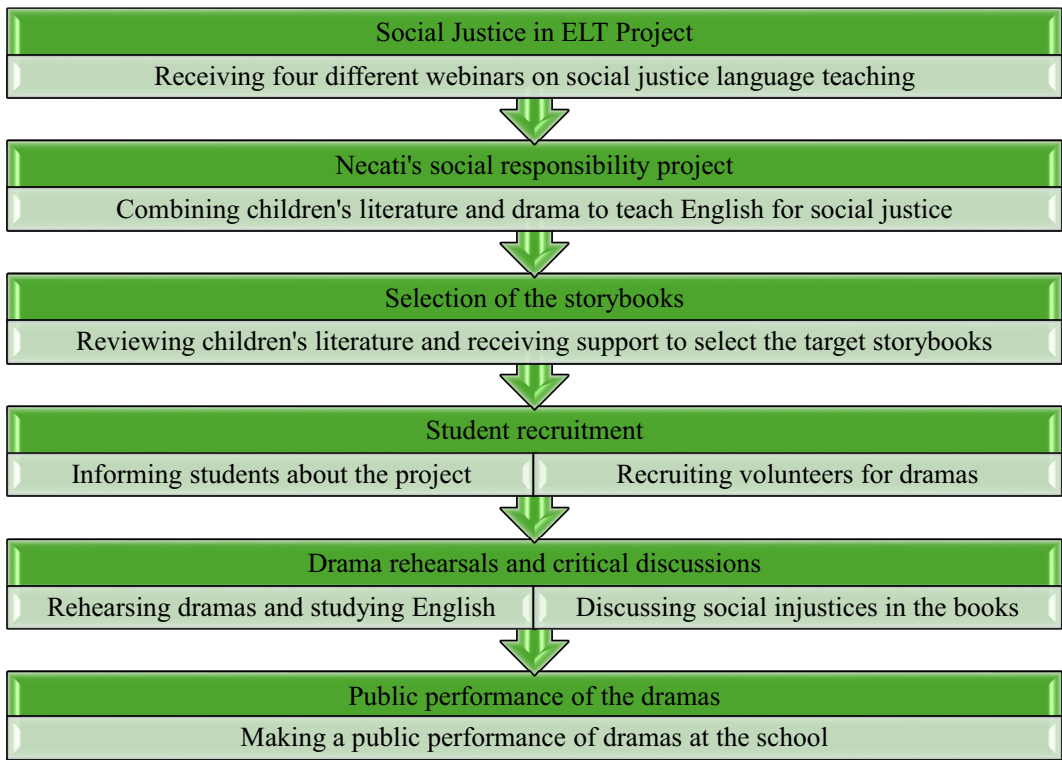 Social Justice in ELT Project
Receiving four different webinars on social justice language teaching
Necati's social responsibility project
Combining children's literature and drama to teach English for social justice
Selection of the storybooks
Reviewing children's literature and receiving support to select the target storybooks
Student recruitment
Informing students about the project
Recruiting volunteers for dramas
Drama rehearsals and critical discussions
Rehearsing dramas and studying English
Discussing social injustices in the books
Public performance of the dramas
Making a public performance of dramas at the school